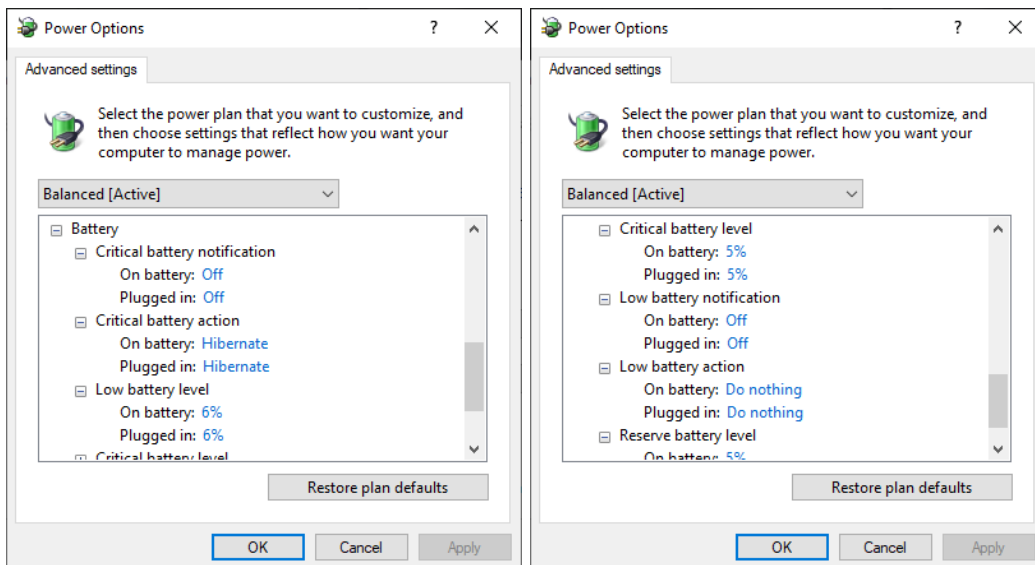 Power Options
Advanced settings
Select the power plan that you want to customize, and
then choose settings that reflect how you want your
computer to manage power.
Balanced [Active]
Battery
Critical battery notification
On battery: Off
Plugged in: Off
Critical battery action
On battery: Hibernate
Plugged in: Hibernate
Low battery level
On battery: 6%
Plugged in: 6%
Critical battery level
Restore plan defaults
OK Cancel Apply
Power Options
Advanced settings
Select the power plan that you want to customize, and
then choose settings that reflect how you want your
computer to manage power.
Balanced [Active]
Critical battery level
On battery: 5%
Plugged in: 5%
Low battery notification
On battery: Off
Plugged in: Off
Low battery action
On battery: Do nothing
Plugged in: Do nothing
Reserve battery level
On battery: 5%
Restore plan defaults
OK Cancel Apply